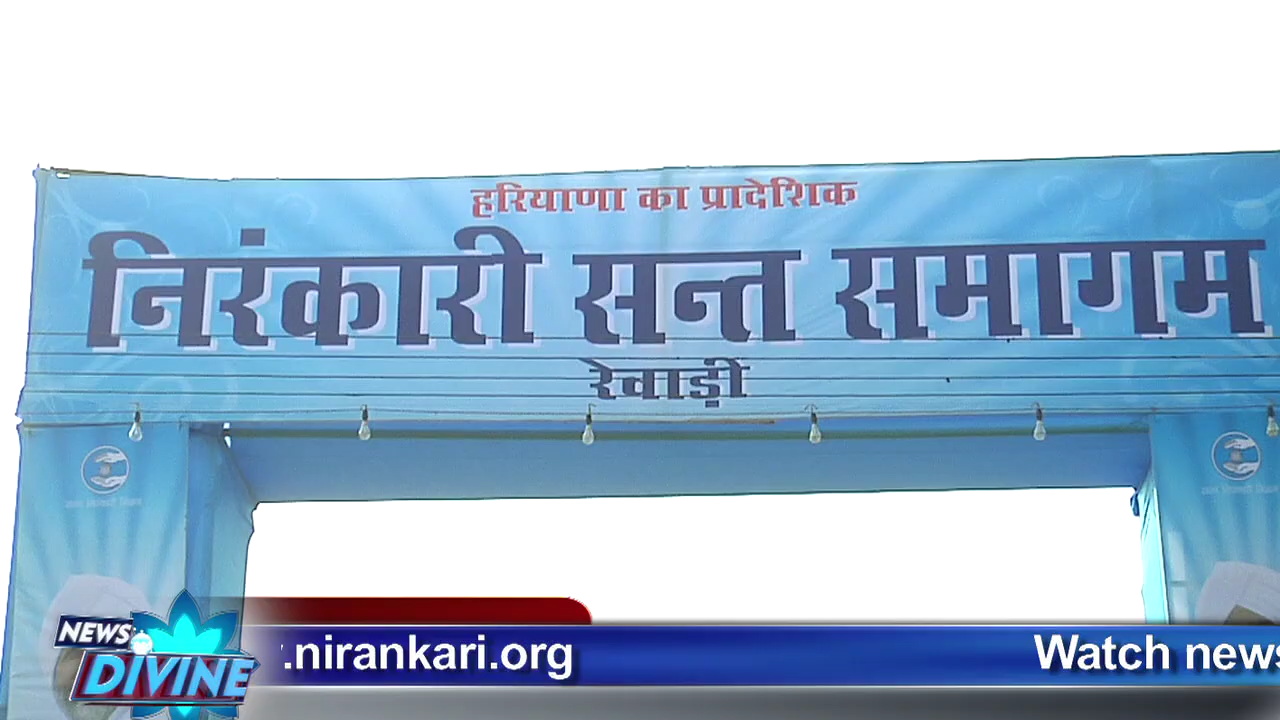 हरियाणा का प्रादेशिक
निरंकारी सन्त समागम
रेवाड़ी
NEWS
DIVINE
.nirankari.org
Watch news